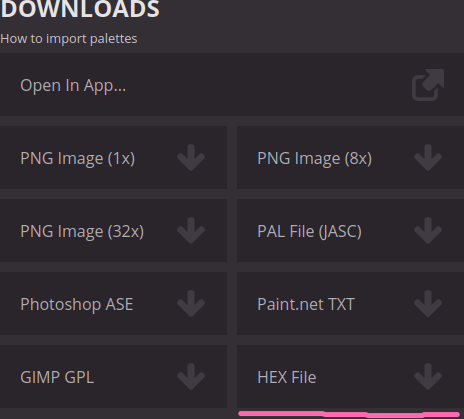 DOWNLOADS
How to import palettes
Open In App...
PNG Image (1x)
PNG Image (8x)
PNG Image (32x)
PAL File (JASC)
Photoshop ASE
Paint.net TXT
GIMP GPL
HEX File